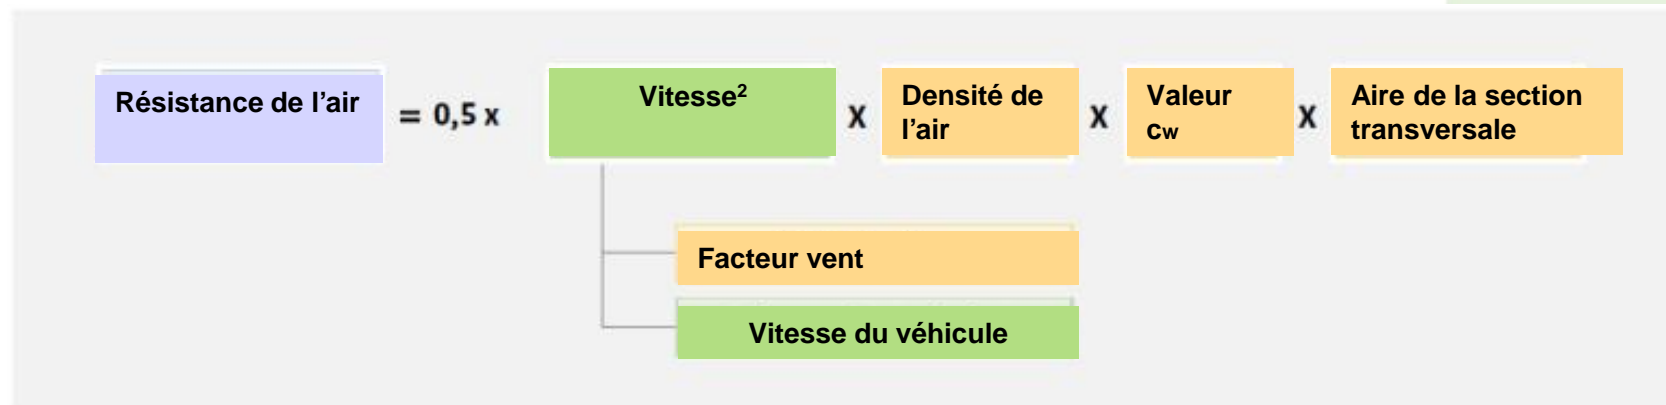 Résistance de l’air = 0,5 x Vitesse² X Densité de l’air X Valeur cw X Aire de la section transversale
Facteur vent
Vitesse du véhicule